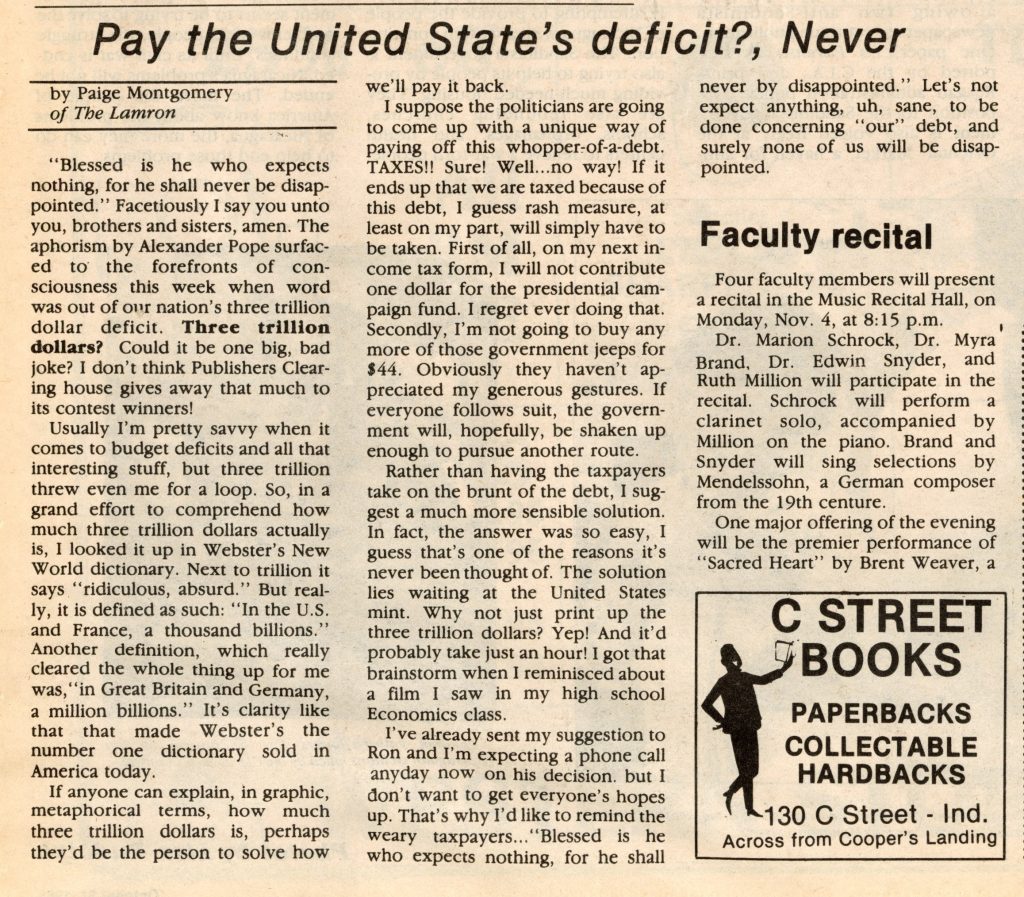 Pay the United State's deficit?, Never
by Paige Montgomery
of The Lamron
"Blessed is he who expects
nothing, for he shall never be disap-
pointed." Facetiously I say you unto
you, brothers and sisters, amen. The
aphorism by Alexander Pope surfac-
ed to the forefronts of con-
sciousness this week when word
was out of our nation's three trillion
dollar deficit. Three trillion
dollars? Could it be one big, bad
joke? I don't think Publishers Clear-
ing house gives away that much to
its contest winners!
Usually I'm pretty savvy when it
comes to budget deficits and all that
interesting stuff, but three trillion
threw even me for a loop. So, in a
grand effort to comprehend how
much three trillion dollars actually
is, I looked it up in Webster's New
World dictionary. Next to trillion it
says "ridiculous, absurd." But real-
ly, it is defined as such: "In the U.S.
and France, a thousand billions."
Another definition, which really
cleared the whole thing up for me
was,"in Great Britain and Germany,
a million billions." It's clarity like
that that made Webster's the
number one dictionary sold in
America today.
If anyone can explain, in graphic,
metaphorical terms, how much
three trillion dollars is, perhaps
they'd be the person to solve how
we'll pay it back.
I suppose the politicians are going
to come up with a unique way of
paying off this whopper-of-a-debt.
TAXES!! Sure! Well...no way! If it
ends up that we are taxed because of
this debt, I guess rash measure, at
least on my part, will simply have to
be taken. First of all, on my next in-
come tax form, I will not contribute
one dollar for the presidential cam-
paign fund. I regret ever doing that.
Secondly, I'm not going to buy any
more of those government jeeps for
$44. Obviously they haven't ap-
preciated my generous gestures. If
everyone follows suit, the govern-
ment will, hopefully, be shaken up
enough to pursue another route.
Rather than having the taxpayers
take on the brunt of the debt, I sug-
gest a much more sensible solution.
In fact, the answer was so easy, I
guess that's one of the reasons it's
never been thought of. The solution
lies waiting at the United States
mint. Why not just print up the
three trillion dollars? Yep! And it'd
probably take just an hour! I got that
brainstorm when I reminisced about
a film I saw in my high school
Economics class.
I've already sent my suggestion to
Ron and I'm expecting a phone call
anyday now on his decision. but I
don't want to get everyone's hopes
up. That's why I'd like to remind the
weary taxpayers..."Blessed is he
who expects nothing, for he shall
never by disappointed." Let's not
expect anything, uh, sane, to be
done concerning "our" debt, and
surely none of us will be disap-
pointed.
Faculty recital
Four faculty members will present
a recital in the Music Recital Hall, on
Monday, Nov. 4, at 8:15 p.m.
Dr. Marion Schrock, Dr. Myra
Brand, Dr. Edwin Snyder, and
Ruth Million will participate in the
recital. Schrock will perform a
clarinet solo, accompanied by
Million on the piano. Brand and
Snyder will sing selections by
Mendelssohn, a German composer
from the 19th centure.
One major offering of the evening
will be the premier performance of
"Sacred Heart" by Brent Weaver, a
C STREET
BOOKS
PAPERBACKS
COLLECTABLE
HARDBACKS
130 C Street - Ind.
Across from Cooper's Landing